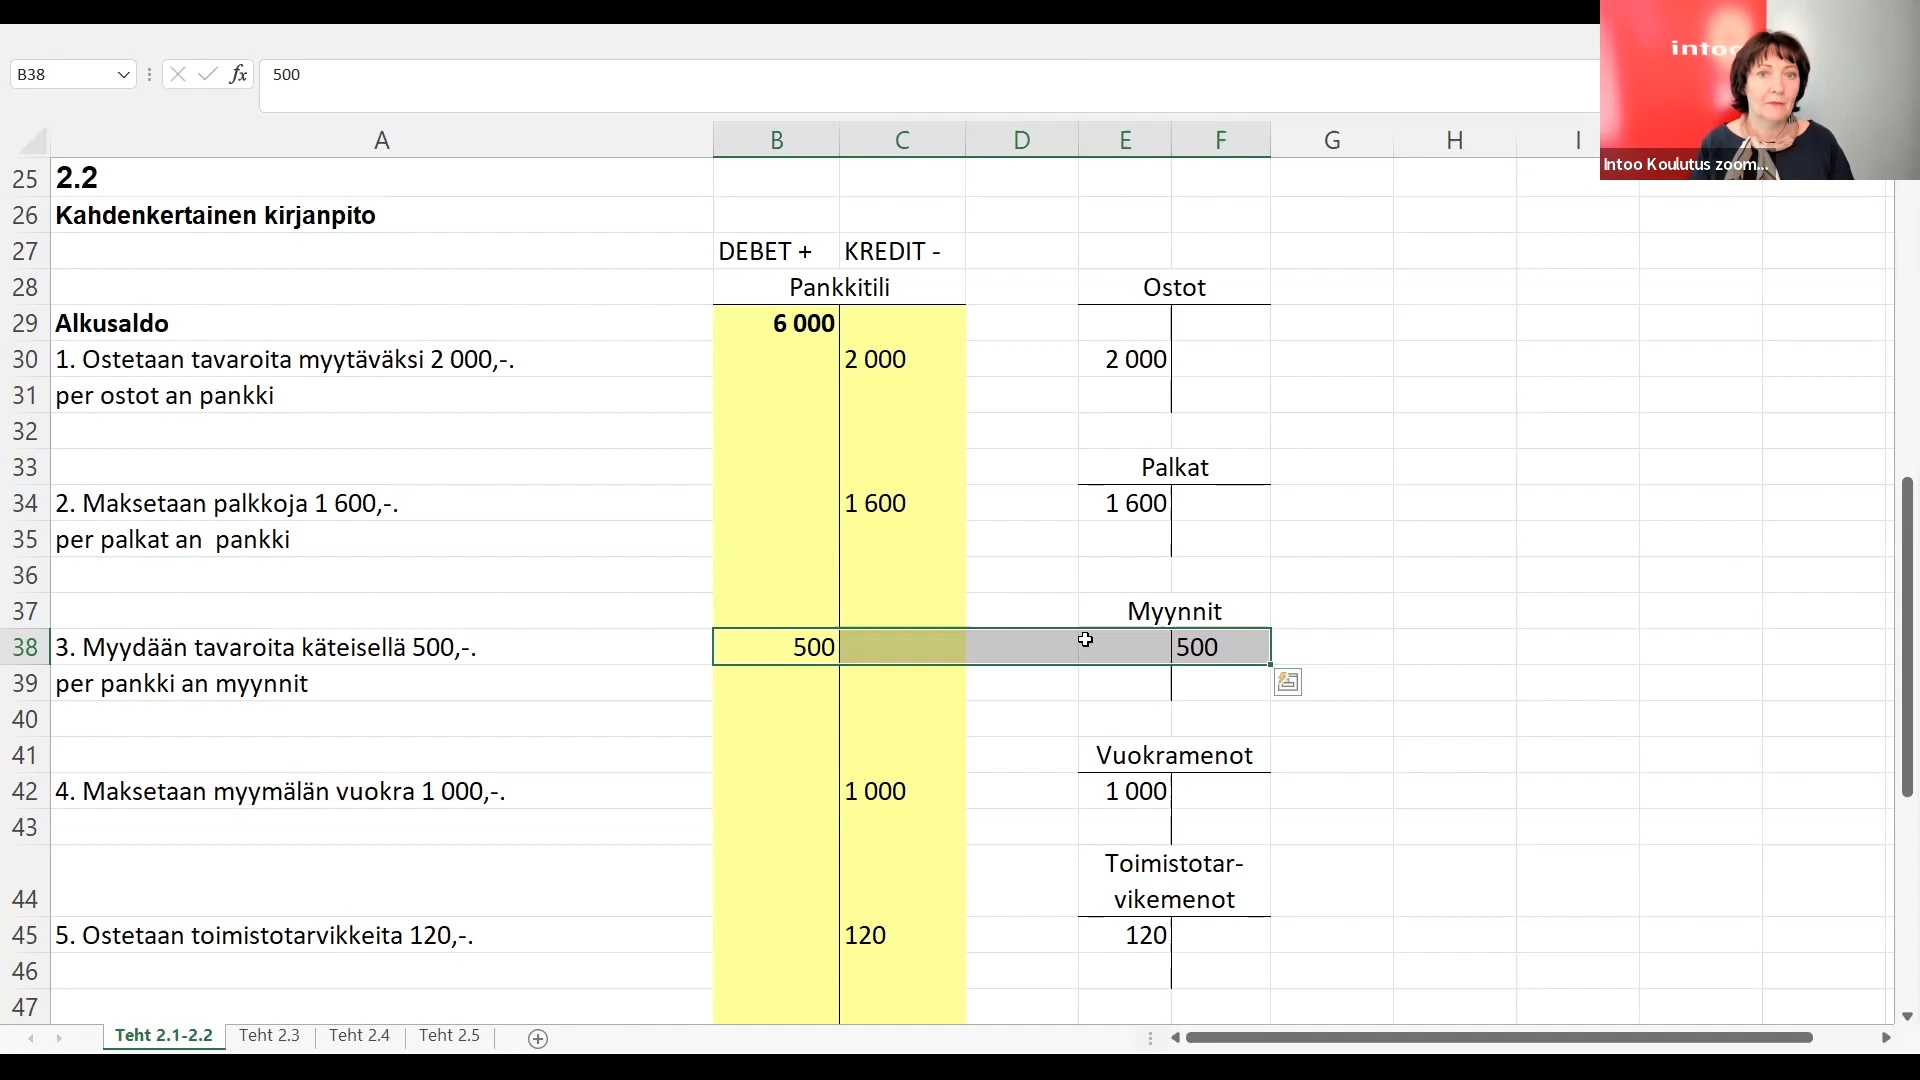 B38
fx
500
intoo
Intoo Koulutus zoom...
A B C D E F G H I
25 2.2
26 Kahdenkertainen kirjanpito
27 DEBET + KREDIT -
28 Pankkitili Ostot
29 Alkusaldo 6 000
30 1. Ostetaan tavaroita myytäväksi 2 000,-. 2 000 2 000
31 per ostot an pankki
32
33 Palkat
34 2. Maksetaan palkkoja 1 600,-. 1 600 1 600
35 per palkat an  pankki
36
37 Myynnit
38 3. Myydään tavaroita käteisellä 500,-. 500 500
39 per pankki an myynnit
40
41 Vuokramenot
42 4. Maksetaan myymälän vuokra 1 000,-. 1 000 1 000
43
Toimistotar-
44 vikemenot
45 5. Ostetaan toimistotarvikkeita 120,-. 120 120
46
47
Teht 2.1-2.2 Teht 2.3 Teht 2.4 Teht 2.5